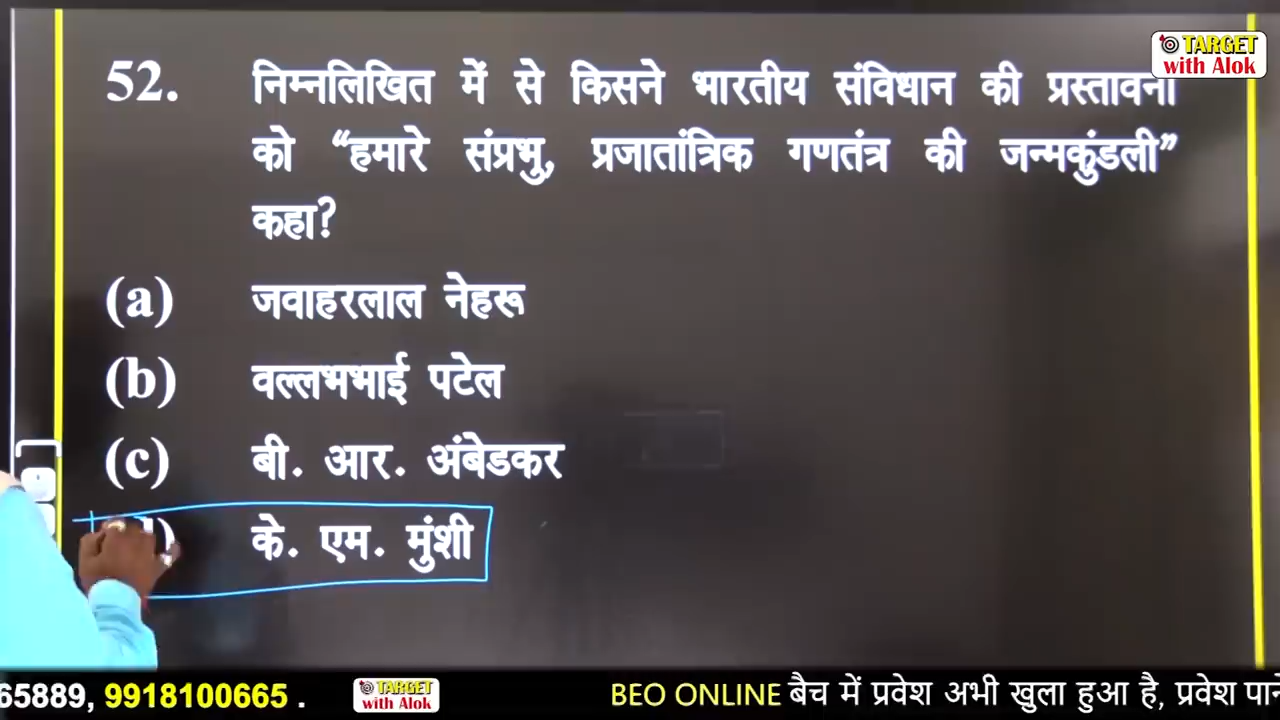 TARGET
with Alok
52. निम्नलिखित में से किसने भारतीय संविधान की प्रस्तावना
को “हमारे संप्रभु, प्रजातांत्रिक गणतंत्र की जन्मकुंडली”
कहा?
(a) जवाहरलाल नेहरू
(b) वल्लभभाई पटेल
(c) बी. आर. अंबेडकर
के. एम. मुंशी
65889, 9918100665 .
TARGET
with Alok
BEO ONLINE बैच में प्रवेश अभी खुला हुआ है, प्रवेश पाने